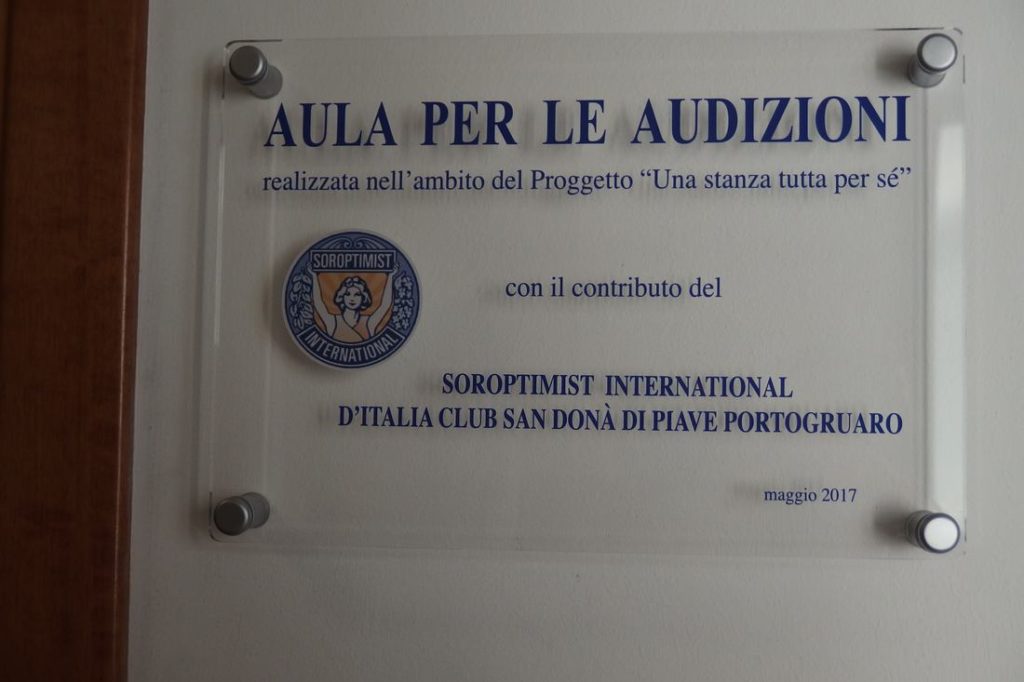 AULA PER LE AUDIZIONI
realizzata nell'ambito del Proggetto “Una stanza tutta per sé”
SOROPTIMIST
INTERNATIONAL
con il contributo del
SOROPTIMIST INTERNATIONAL
D'ITALIA CLUB SAN DONÀ DI PIAVE PORTOGRUARO
maggio 2017